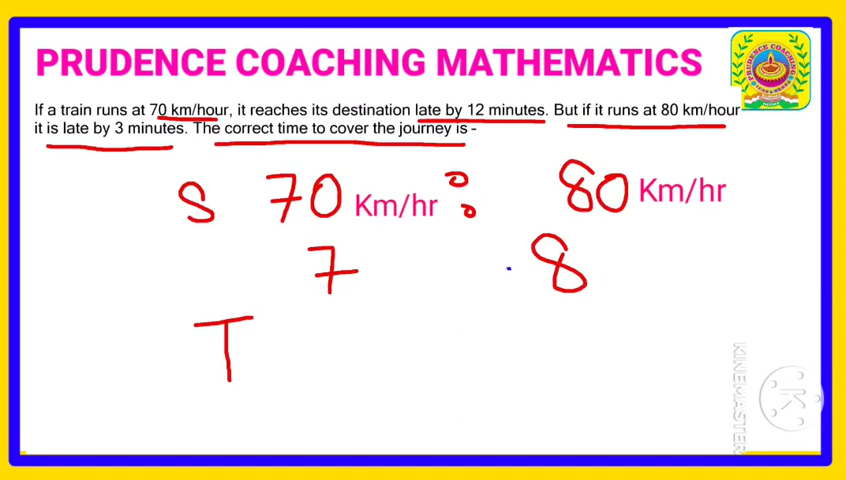 PRUDENCE COACHING MATHEMATICS
PRUDENCE COACHING
If a train runs at 70 km/hour, it reaches its destination late by 12 minutes. But if it runs at 80 km/hour
it is late by 3 minutes. The correct time to cover the journey is -
S 70 Km/hr : 80 Km/hr
7 8
T
KINEMASTER